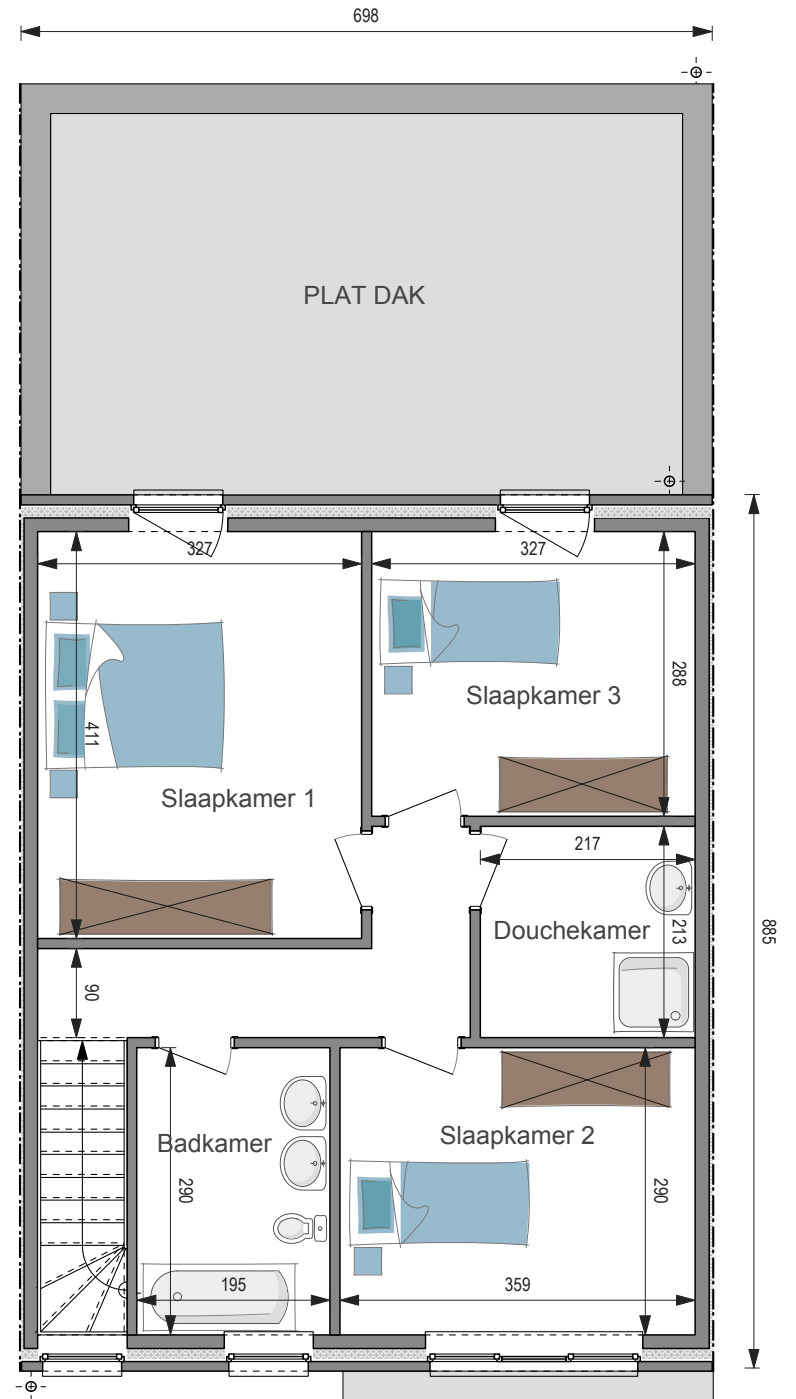 698
PLAT DAK
327
327
288
411
Slaapkamer 3
Slaapkamer 1
217
Douchekamer
213
885
90
Badkamer
Slaapkamer 2
290
290
195
359